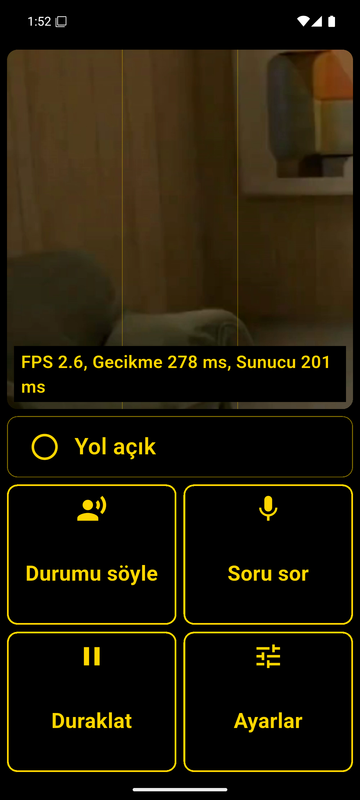 1:52
FPS 2.6, Gecikme 278 ms, Sunucu 201
ms
Yol açık
Durumu söyle
Soru sor
Duraklat
Ayarlar